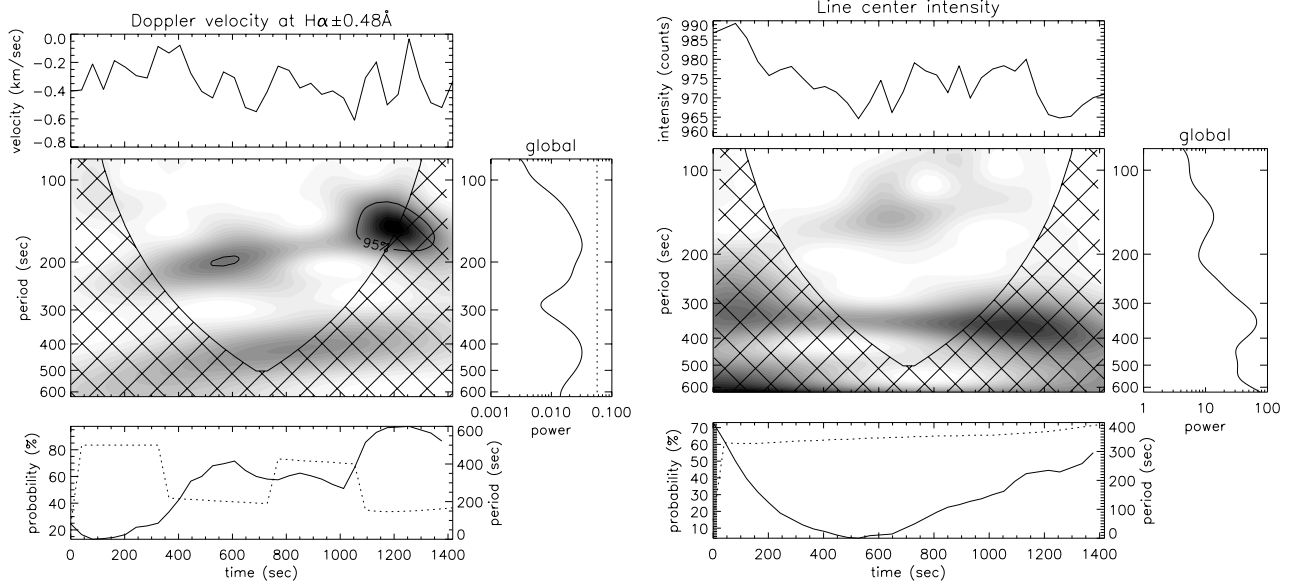 Doppler velocity at Hα±0.48Å
velocity (km/sec)
0.0
−0.2
−0.4
−0.6
−0.8
period (sec)
100
200
300
400
500
600
95%
global
0.001 0.010 0.100
power
probability (%)
80
60
40
20
600
400
200
0
period (sec)
0 200 400 600 800 1000 1200 1400
time (sec)
Line center intensity
intensity (counts)
990
985
980
975
970
965
960
period (sec)
100
200
300
400
500
600
global
1 10 100
power
probability (%)
70
60
50
40
30
20
10
400
300
200
100
0
period (sec)
0 200 400 600 800 1000 1200 1400
time (sec)